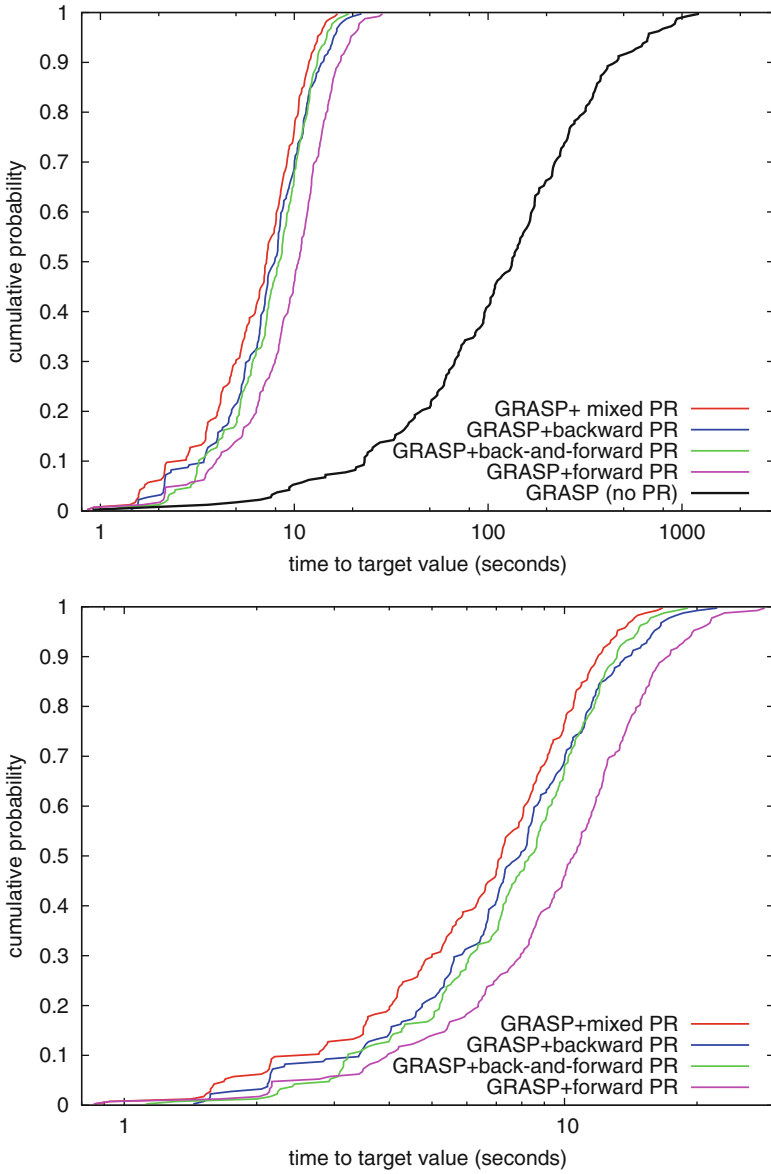 1
0.9
0.8
0.7
0.6
0.5
0.4
0.3
0.2
0.1
0
cumulative probability
GRASP+ mixed PR
GRASP+backward PR
GRASP+back-and-forward PR
GRASP+forward PR
GRASP (no PR)
1 10 100 1000
time to target value (seconds)
1
0.9
0.8
0.7
0.6
0.5
0.4
0.3
0.2
0.1
0
cumulative probability
GRASP+mixed PR
GRASP+backward PR
GRASP+back-and-forward PR
GRASP+forward PR
1 10
time to target value (seconds)